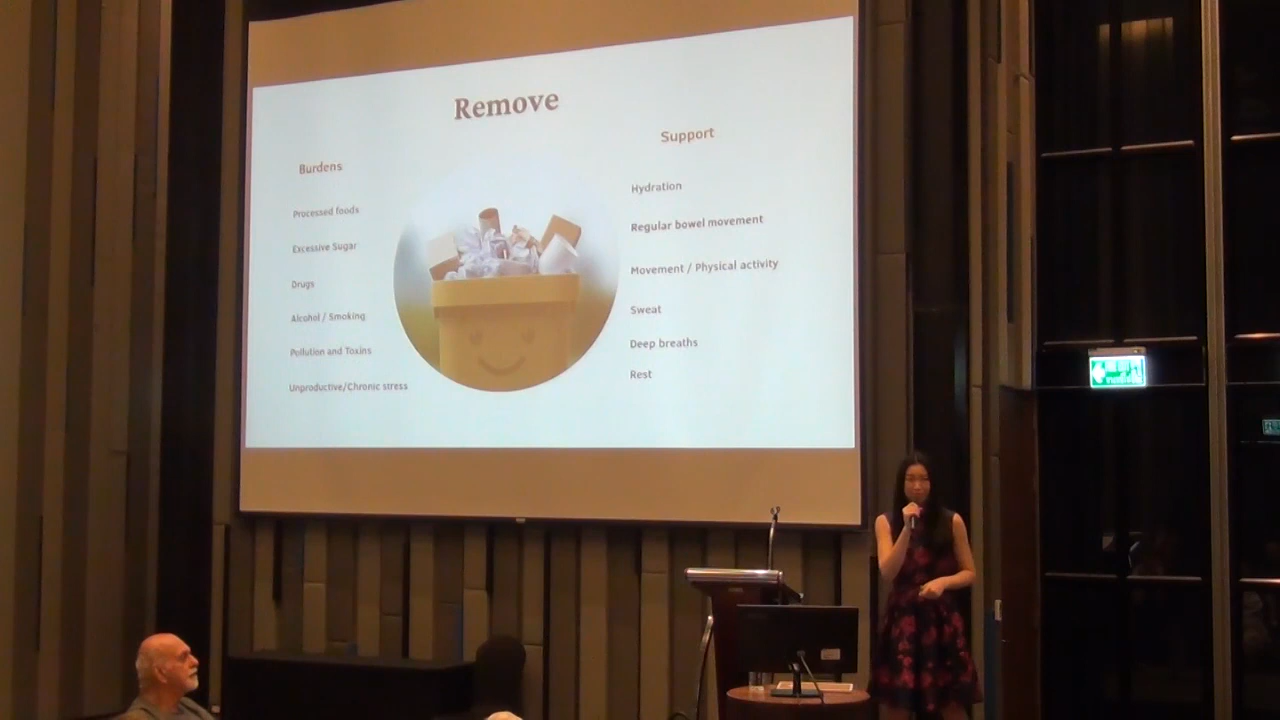 Remove
Burdens
Processed foods
Excessive Sugar
Drugs
Alcohol / Smoking
Pollution and Toxins
Unproductive/Chronic stress
Support
Hydration
Regular bowel movement
Movement / Physical activity
Sweat
Deep breaths
Rest